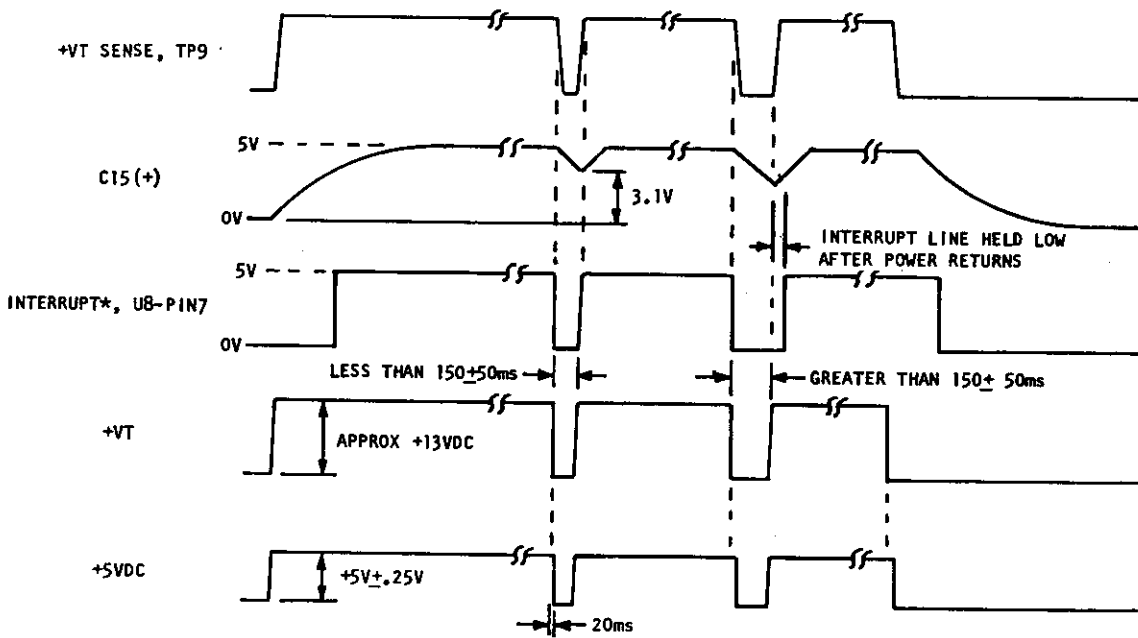 +VT SENSE, TP9
5V
C15(+)
3.1V
0V
INTERRUPT LINE HELD LOW
AFTER POWER RETURNS
5V
INTERRUPT*, U8-PIN7
0V
LESS THAN 150±50ms
GREATER THAN 150± 50ms
+VT
APPROX +13VDC
+5VDC
+5V±.25V
20ms